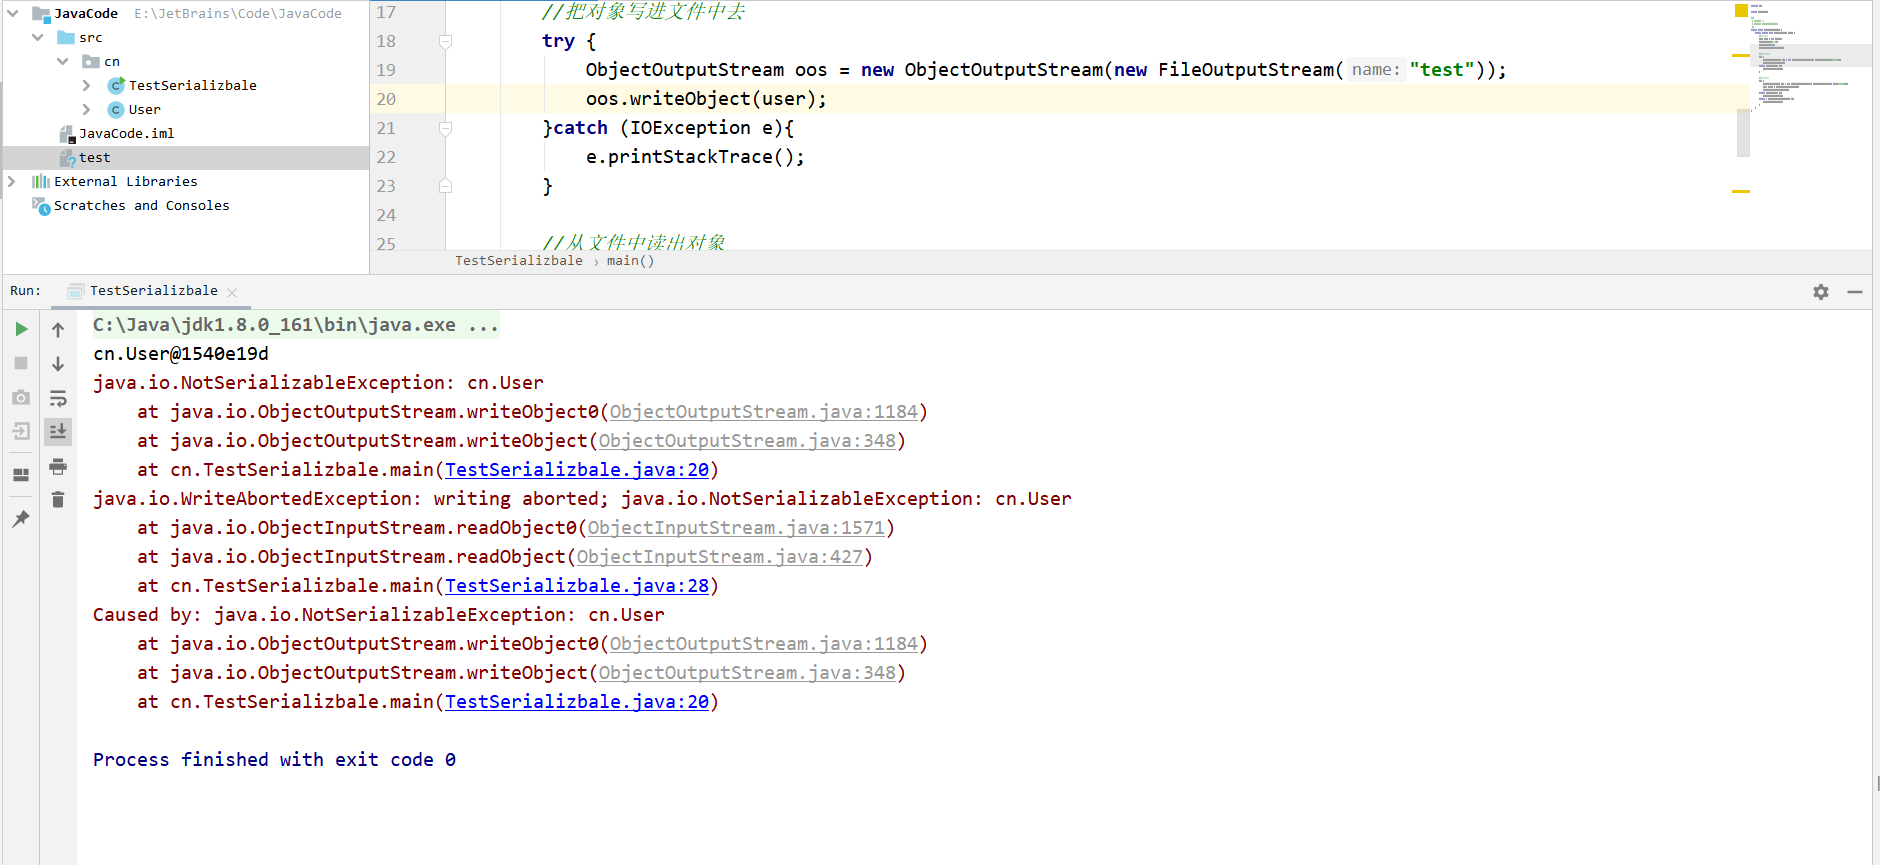 JavaCode E:\JetBrains\Code\JavaCode
src
cn
TestSerializbale
User
JavaCode.iml
test
External Libraries
Scratches and Consoles
17 //把对象写进文件中去
18 try {
19 ObjectOutputStream oos = new ObjectOutputStream(new FileOutputStream( name: "test"));
20 oos.writeObject(user);
21 }catch (IOException e){
22 e.printStackTrace();
23 }
24
25 //从文件中读出对象
TestSerializbale › main()
Run: TestSerializbale
C:\Java\jdk1.8.0_161\bin\java.exe ...
cn.User@1540e19d
java.io.NotSerializableException: cn.User
at java.io.ObjectOutputStream.writeObject0(ObjectOutputStream.java:1184)
at java.io.ObjectOutputStream.writeObject(ObjectOutputStream.java:348)
at cn.TestSerializbale.main(TestSerializbale.java:20)
java.io.WriteAbortedException: writing aborted; java.io.NotSerializableException: cn.User
at java.io.ObjectInputStream.readObject0(ObjectInputStream.java:1571)
at java.io.ObjectInputStream.readObject(ObjectInputStream.java:427)
at cn.TestSerializbale.main(TestSerializbale.java:28)
Caused by: java.io.NotSerializableException: cn.User
at java.io.ObjectOutputStream.writeObject0(ObjectOutputStream.java:1184)
at java.io.ObjectOutputStream.writeObject(ObjectOutputStream.java:348)
at cn.TestSerializbale.main(TestSerializbale.java:20)
Process finished with exit code 0